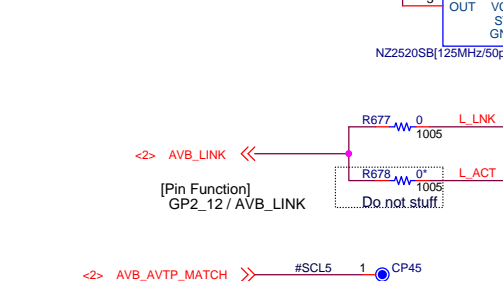 OUT
NZ2520SB[125MHz/50p
R677 0 L_LNK
1005
<2> AVB_LINK
R678 0* L_ACT
1005
[Pin Function]
GP2_12 / AVB_LINK
Do not stuff
<2> AVB_AVTP_MATCH #SCL5 1 CP45